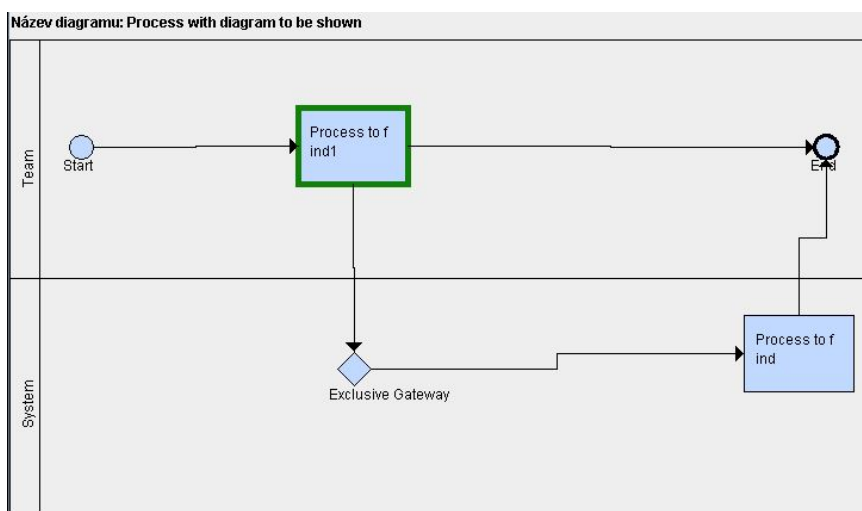 Název diagramu: Process with diagram to be shown
Team
Start
Process to f
ind1
End
System
Exclusive Gateway
Process to f
ind